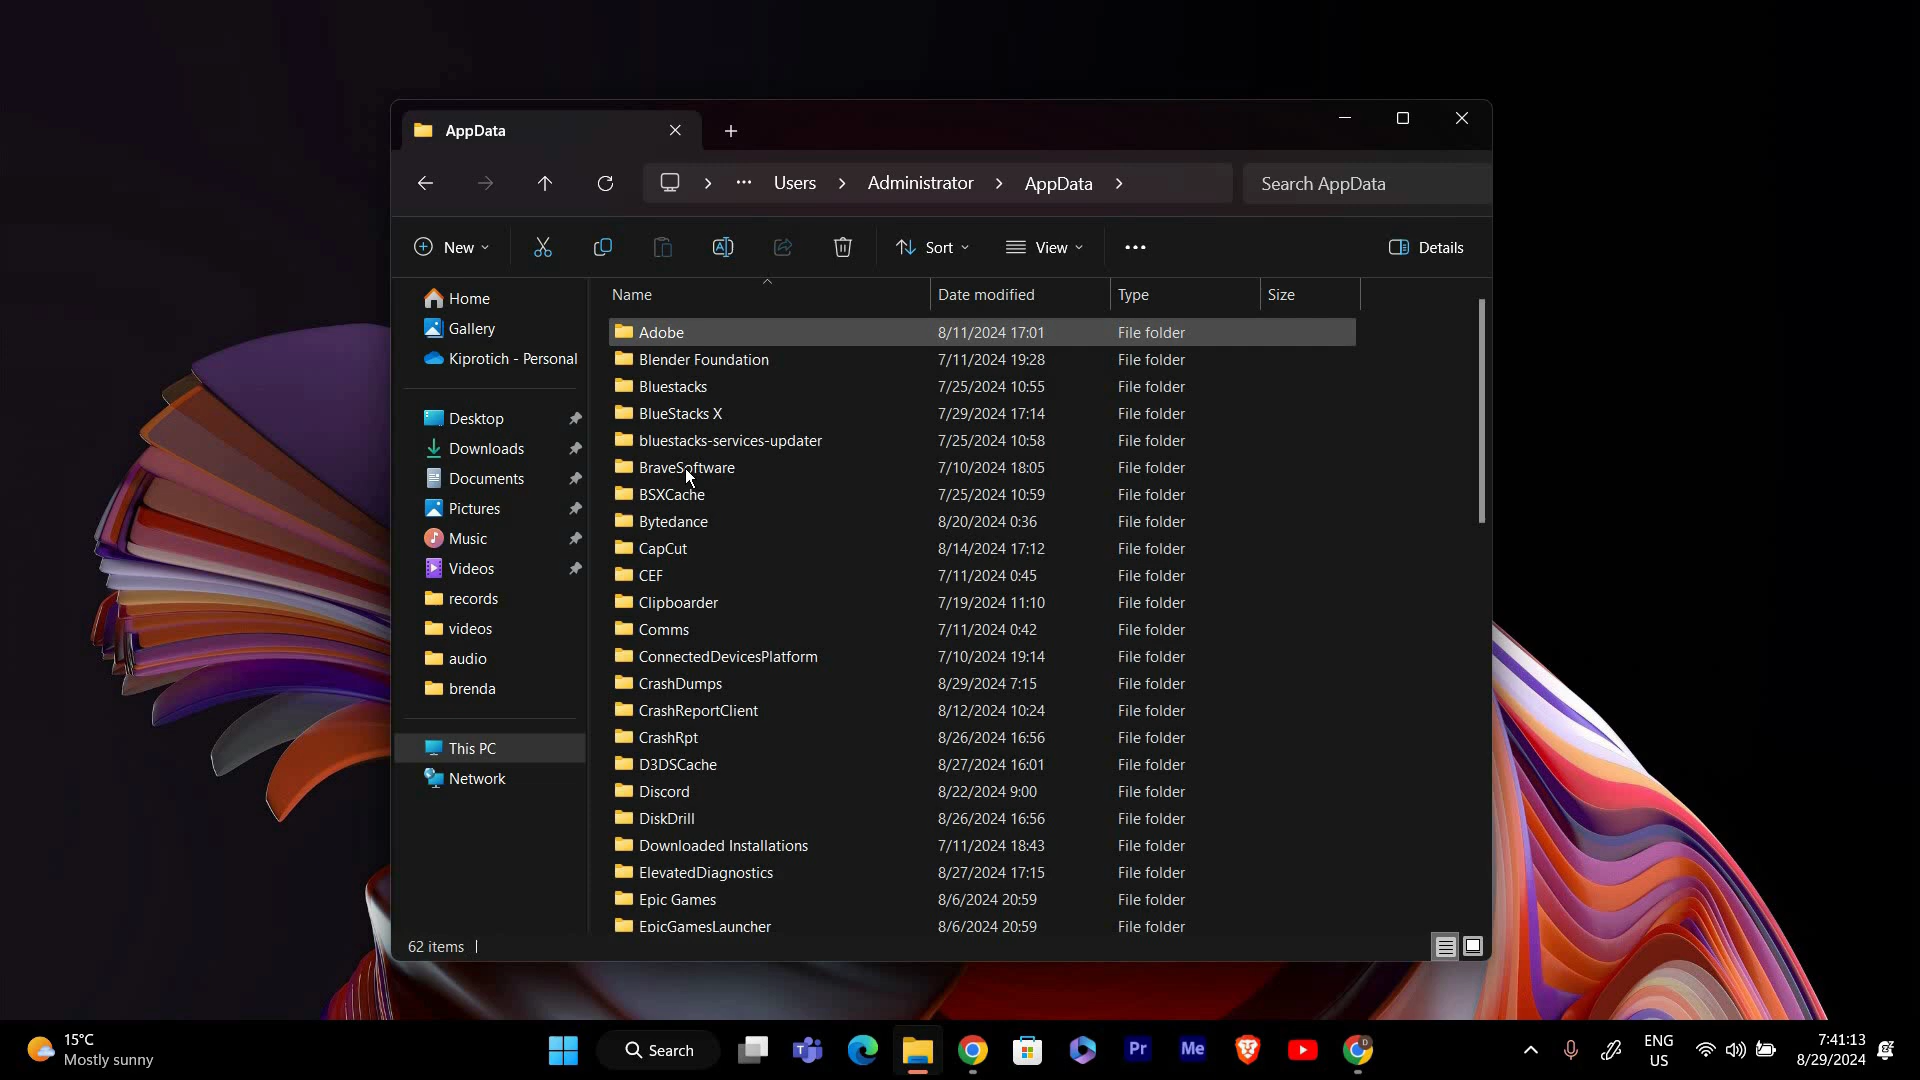 AppData
Users
Administrator
AppData
Search AppData
New
Sort
View
Details
Home
Gallery
Kiprotich - Personal
Desktop
Downloads
Documents
Pictures
Music
Videos
records
videos
audio
brenda
This PC
Network
Name Date modified Type Size
Adobe 8/11/2024 17:01 File folder
Blender Foundation 7/11/2024 19:28 File folder
Bluestacks 7/25/2024 10:55 File folder
BlueStacks X 7/29/2024 17:14 File folder
bluestacks-services-updater 7/25/2024 10:58 File folder
BraveSoftware 7/10/2024 18:05 File folder
BSXCache 7/25/2024 10:59 File folder
Bytedance 8/20/2024 0:36 File folder
CapCut 8/14/2024 17:12 File folder
CEF 7/11/2024 0:45 File folder
Clipboarder 7/19/2024 11:10 File folder
Comms 7/11/2024 0:42 File folder
ConnectedDevicesPlatform 7/10/2024 19:14 File folder
CrashDumps 8/29/2024 7:15 File folder
CrashReportClient 8/12/2024 10:24 File folder
CrashRpt 8/26/2024 16:56 File folder
D3DSCache 8/27/2024 16:01 File folder
Discord 8/22/2024 9:00 File folder
DiskDrill 8/26/2024 16:56 File folder
Downloaded Installations 7/11/2024 18:43 File folder
ElevatedDiagnostics 8/27/2024 17:15 File folder
Epic Games 8/6/2024 20:59 File folder
EpicGamesLauncher 8/6/2024 20:59 File folder
62 items
15°C
Mostly sunny
Search
Pr
Me
D
ENG
US
7:41:13
8/29/2024